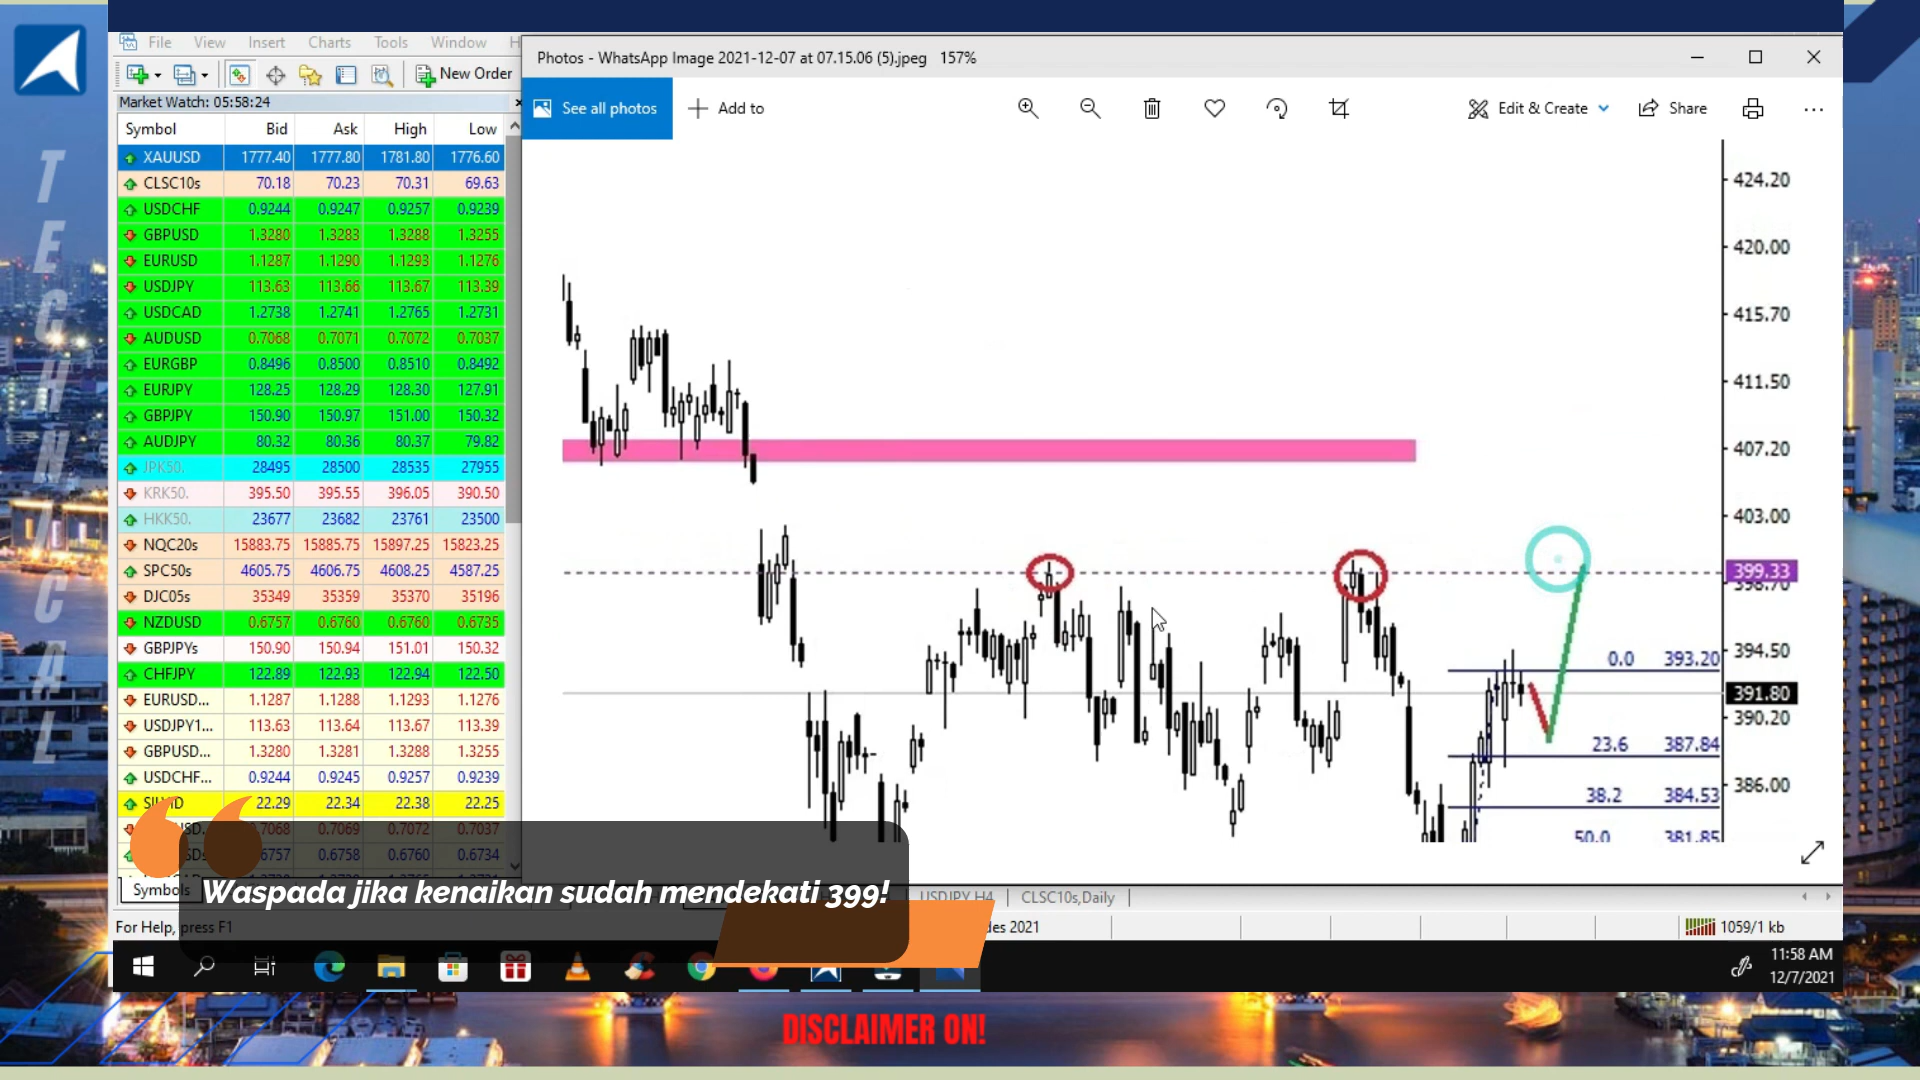 TECHNICAL
File View Insert Charts Tools Window H
New Order
Market Watch: 05:58:24
Symbol Bid Ask High Low
XAUUSD 1777.40 1777.80 1781.80 1776.60
CLSC10s 70.18 70.23 70.31 69.63
USDCHF 0.9244 0.9247 0.9257 0.9239
GBPUSD 1.3280 1.3283 1.3288 1.3255
EURUSD 1.1287 1.1290 1.1293 1.1276
USDJPY 113.63 113.66 113.67 113.39
USDCAD 1.2738 1.2741 1.2765 1.2731
AUDUSD 0.7068 0.7071 0.7072 0.7037
EURGBP 0.8496 0.8500 0.8510 0.8492
EURJPY 128.25 128.29 128.30 127.91
GBPJPY 150.90 150.97 151.00 150.32
AUDJPY 80.32 80.36 80.37 79.82
JPK50. 28495 28500 28535 27955
KRK50. 395.50 395.55 396.05 390.50
HKK50. 23677 23682 23761 23500
NQC20s 15883.75 15885.75 15897.25 15823.25
SPC50s 4605.75 4606.75 4608.25 4587.25
DJC05s 35349 35359 35370 35196
NZDUSD 0.6757 0.6760 0.6760 0.6735
GBPJPYs 150.90 150.94 151.01 150.32
CHFJPY 122.89 122.93 122.94 122.50
EURUSD... 1.1287 1.1288 1.1293 1.1276
USDJPY1... 113.63 113.64 113.67 113.39
GBPUSD... 1.3280 1.3281 1.3288 1.3255
USDCHF... 0.9244 0.9245 0.9257 0.9239
22.29 22.34 22.38 22.25
.7068 0.7069 0.7072 0.7037
.6757 0.6758 0.6760 0.6734
Symbols
For Help, press F1
Photos - WhatsApp Image 2021-12-07 at 07.15.06 (5).jpeg 157%
See all photos
Add to
Edit & Create
Share
424.20
420.00
415.70
411.50
407.20
403.00
399.33
398.70
394.50
391.80
390.20
386.00
0.0 393.20
23.6 387.84
38.2 384.53
50.0 381.85
Waspada jika kenaikan sudah mendekati 399!
USDJPY H4
CLSC10s,Daily
des 2021
1059/1 kb
11:58 AM
12/7/2021
DISCLAIMER ON!